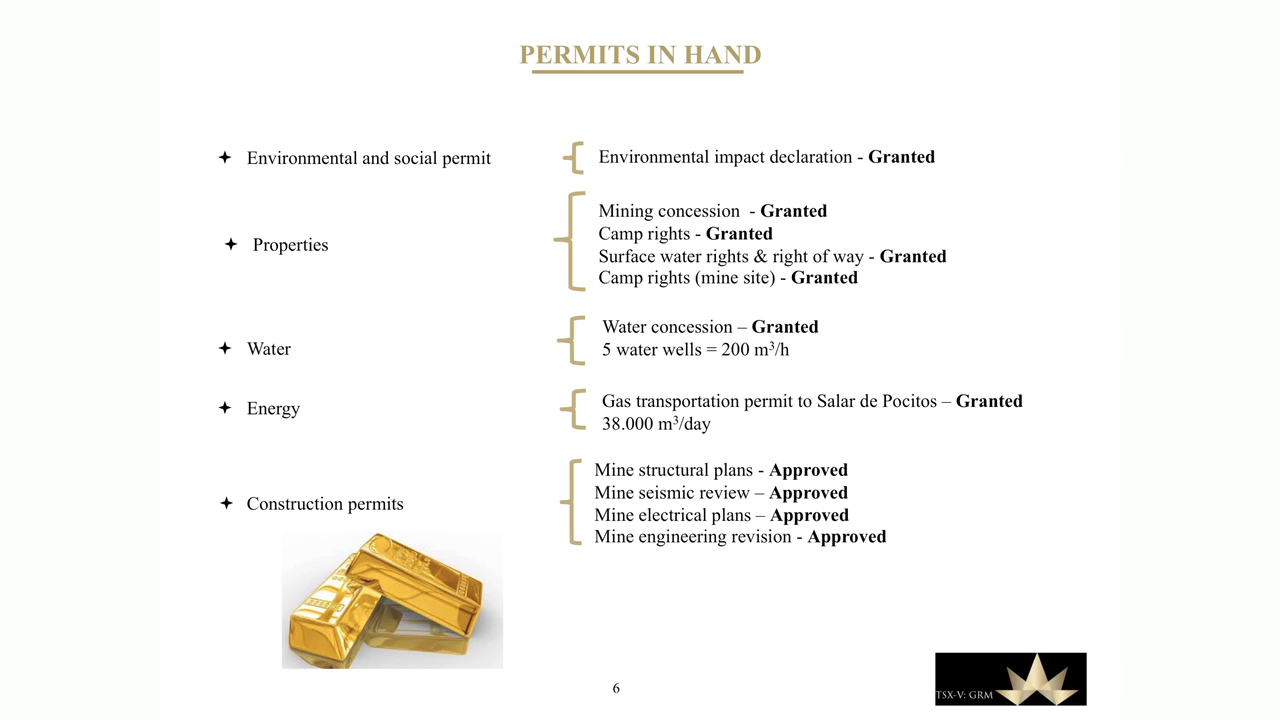 PERMITS IN HAND
Environmental and social permit
Environmental impact declaration - Granted
Properties
Mining concession - Granted
Camp rights - Granted
Surface water rights & right of way - Granted
Camp rights (mine site) - Granted
Water
Water concession – Granted
5 water wells = 200 m³/h
Energy
Gas transportation permit to Salar de Pocitos – Granted
38.000 m³/day
Construction permits
Mine structural plans - Approved
Mine seismic review – Approved
Mine electrical plans – Approved
Mine engineering revision - Approved
6
TSX-V: GRM